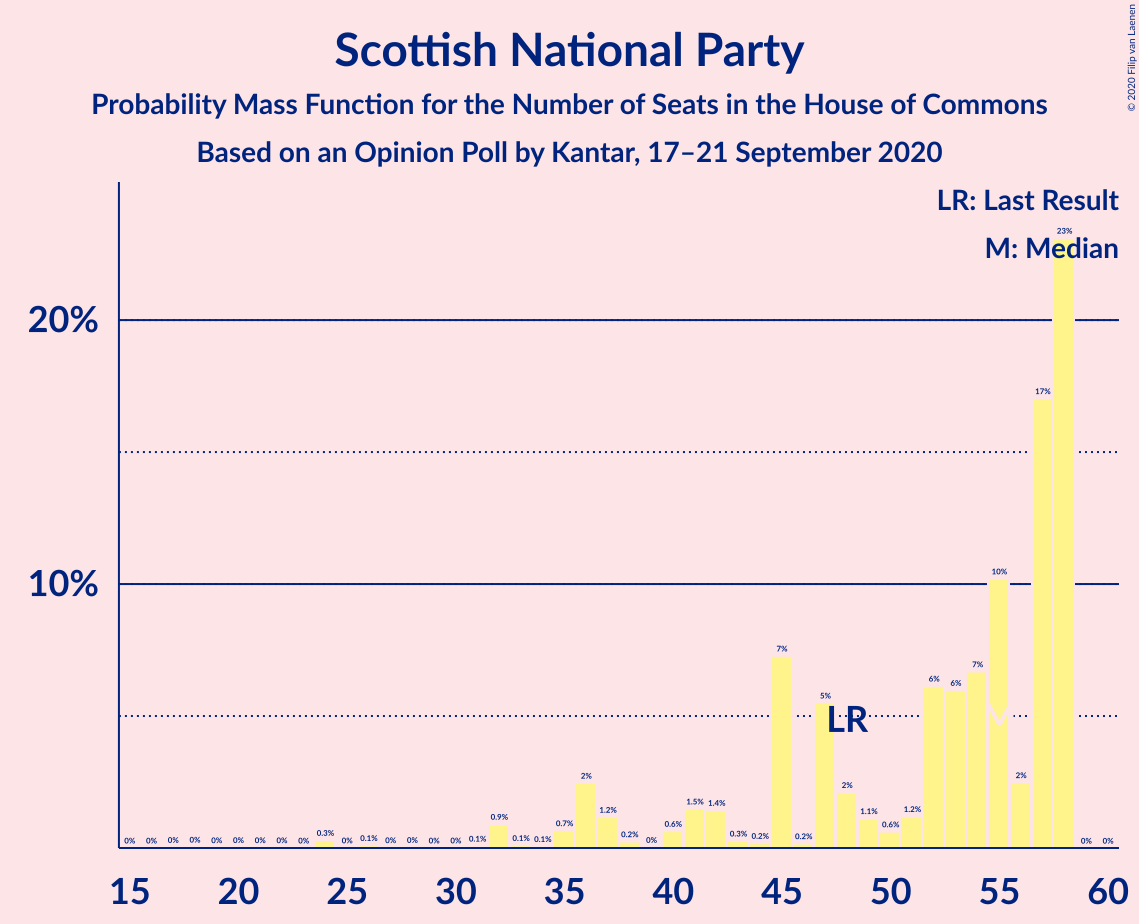 Scottish National Party
Probability Mass Function for the Number of Seats in the House of Commons
Based on an Opinion Poll by Kantar, 17–21 September 2020
© 2020 Filip van Laenen
LR: Last Result
M: Median
20%
10%
0% 0% 0% 0% 0% 0% 0% 0% 0% 0.3% 0% 0.1% 0% 0% 0% 0% 0.1% 0.9% 0.1% 0.1% 0.7% 2% 1.2% 0.2% 0% 0.6% 1.5% 1.4% 0.3% 0.2% 7% 0.2% 5% 2% 1.1% 0.6% 1.2% 6% 6% 7% 10% 2% 17% 23% 0% 0%
LR
15 20 25 30 35 40 45 50 55 60